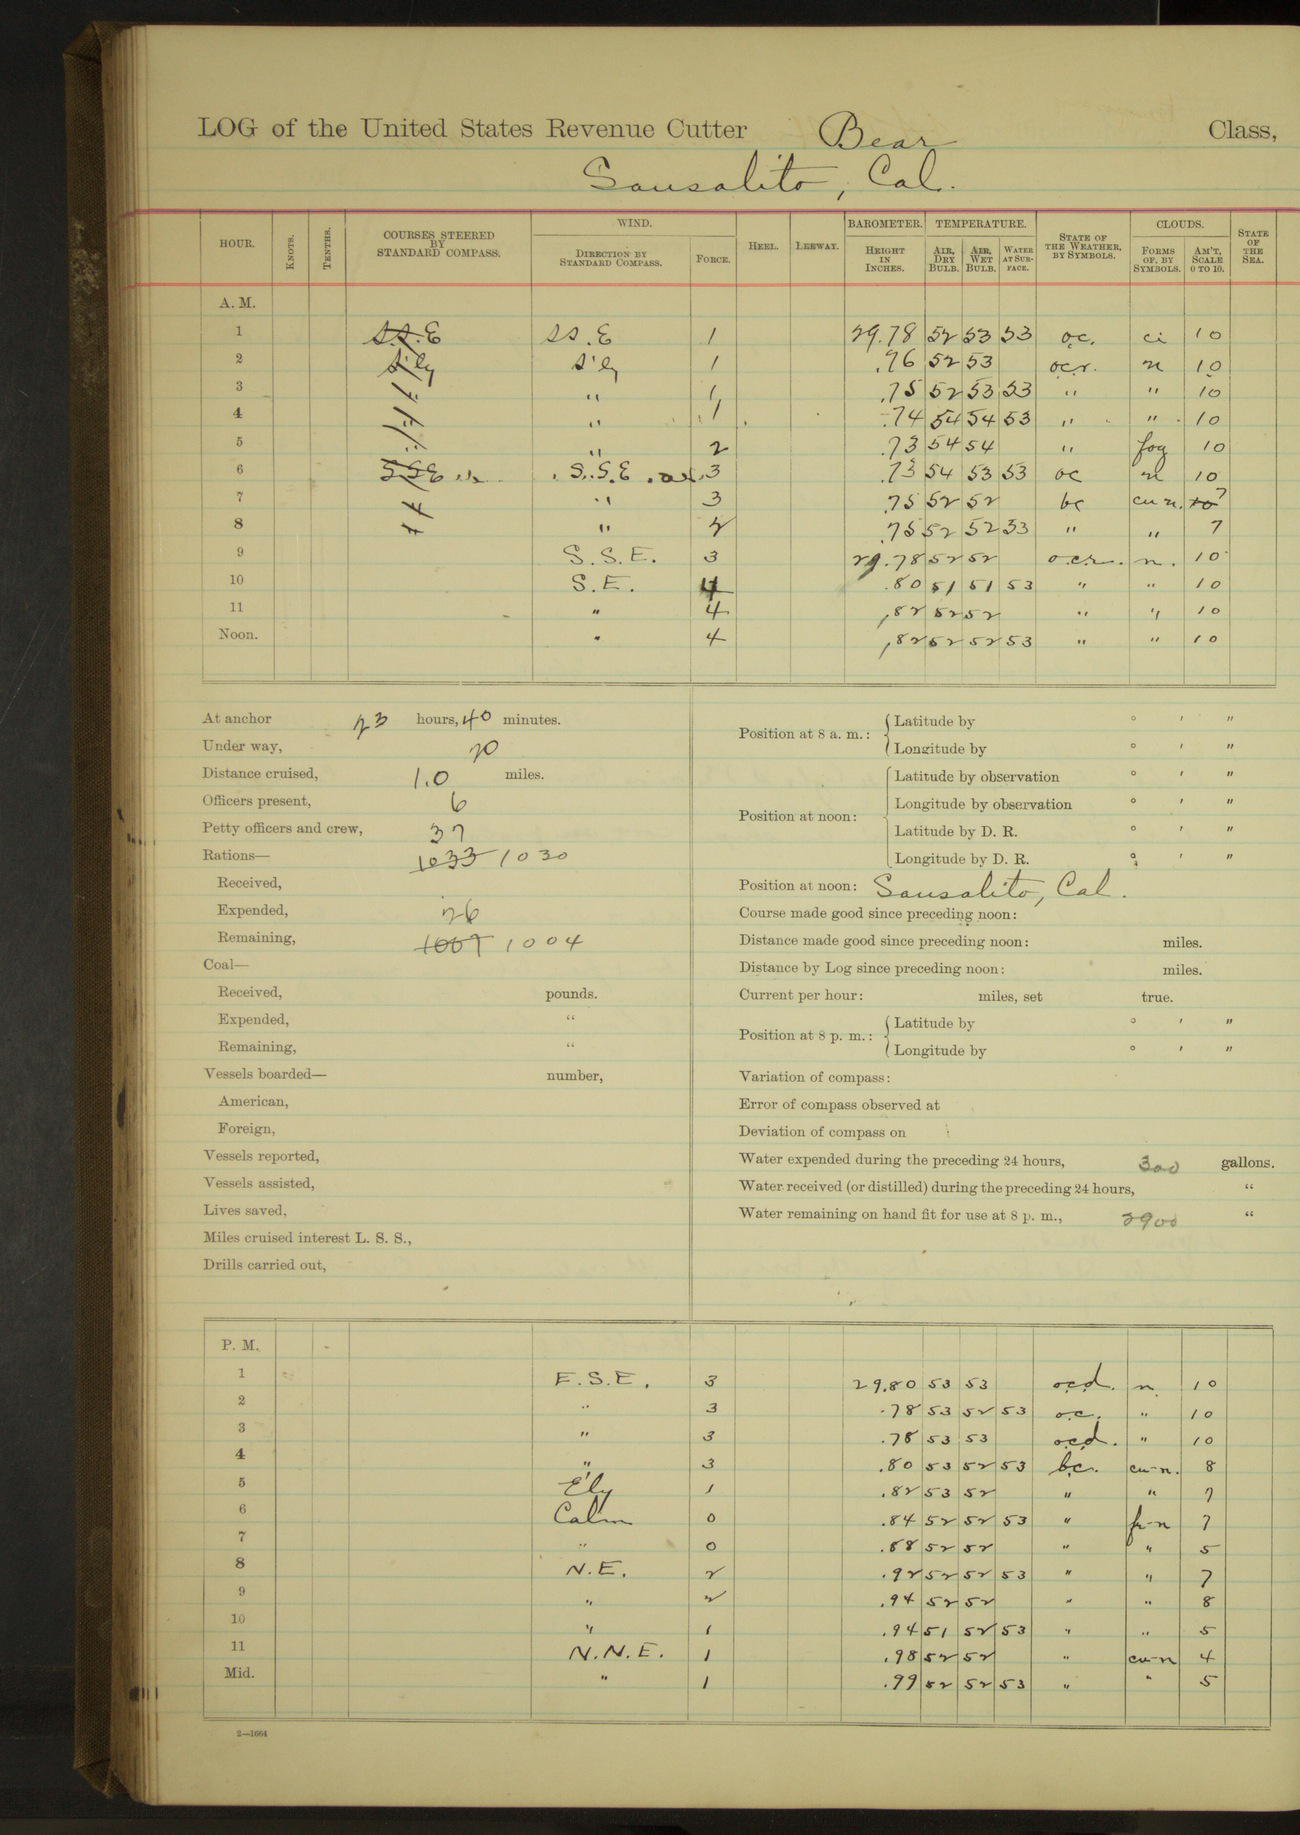 LOG of the United States Revenue Cutter Bear Class,
Sausalito, Cal.
HOUR. KNOTS. TENTHS. COURSES STEERED BY STANDARD COMPASS. WIND. DIRECTION BY STANDARD COMPASS. FORCE. HEEL. LEEWAY. BAROMETER. HEIGHT IN INCHES. TEMPERATURE. AIR, DRY BULB. AIR, WET BULB. WATER AT SURFACE. STATE OF THE WEATHER, BY SYMBOLS. CLOUDS. FORMS OF, BY SYMBOLS. AM'T, SCALE 0 TO 10. STATE OF THE SEA.
A. M.
1 S.S.E SS.E 1 29.78 52 53 53 o.c. ci 10
2 S'ly S'ly 1 .76 52 53 o.c.r. n 10
3 " 1 .75 52 53 53 " " 10
4 " 1 .74 54 54 53 " " 10
5 " 2 .73 54 54 " fog 10
6 SSE S.S.E 3 .73 54 53 53 oc n 10
7 " 3 .75 52 52 bc cu n. 10 7
8 " 2 .75 52 52 53 " " 7
9 S.S.E. 3 29.78 52 52 o.c.r. n. 10
10 S.E. 4 .80 51 51 53 " " 10
11 " 4 .82 52 52 " " 10
Noon. " 4 .82 52 52 53 " " 10
At anchor 23 hours, 40 minutes.
Under way, 20
Distance cruised, 1.0 miles.
Officers present, 6
Petty officers and crew, 37
Rations— 1033 1030
Received,
Expended, 26
Remaining, 1007 1004
Coal—
Received, pounds.
Expended, "
Remaining, "
Vessels boarded— number,
American,
Foreign,
Vessels reported,
Vessels assisted,
Lives saved,
Miles cruised interest L. S. S.,
Drills carried out,
Position at 8 a. m.: Latitude by ° ' "
Longitude by ° ' "
Position at noon: Latitude by observation ° ' "
Longitude by observation ° ' "
Latitude by D. R. ° ' "
Longitude by D. R. ° ' "
Position at noon: Sausalito, Cal.
Course made good since preceding noon:
Distance made good since preceding noon: miles.
Distance by Log since preceding noon: miles.
Current per hour: miles, set true.
Position at 8 p. m.: Latitude by ° ' "
Longitude by ° ' "
Variation of compass:
Error of compass observed at
Deviation of compass on
Water expended during the preceding 24 hours, 300 gallons.
Water received (or distilled) during the preceding 24 hours, "
Water remaining on hand fit for use at 8 p. m., 2900 "
P. M.
1 E.S.E. 3 29.80 53 53 o.c.d. n. 10
2 " 3 .78 53 52 53 o.c. " 10
3 " 3 .78 53 53 o.c.d. " 10
4 " 3 .80 53 52 53 b.c. cu-n. 8
5 E'ly 1 .82 53 52 " " 7
6 Calm 0 .84 52 52 53 " fr-n 7
7 " 0 .88 52 52 " " 5
8 N.E. 2 .92 52 52 53 " " 7
9 " 2 .94 52 52 " " 8
10 " 1 .94 51 52 53 " " 5
11 N.N.E. 1 .98 52 52 " cu-n 4
Mid. " 1 .99 52 52 53 " " 5
2—1664